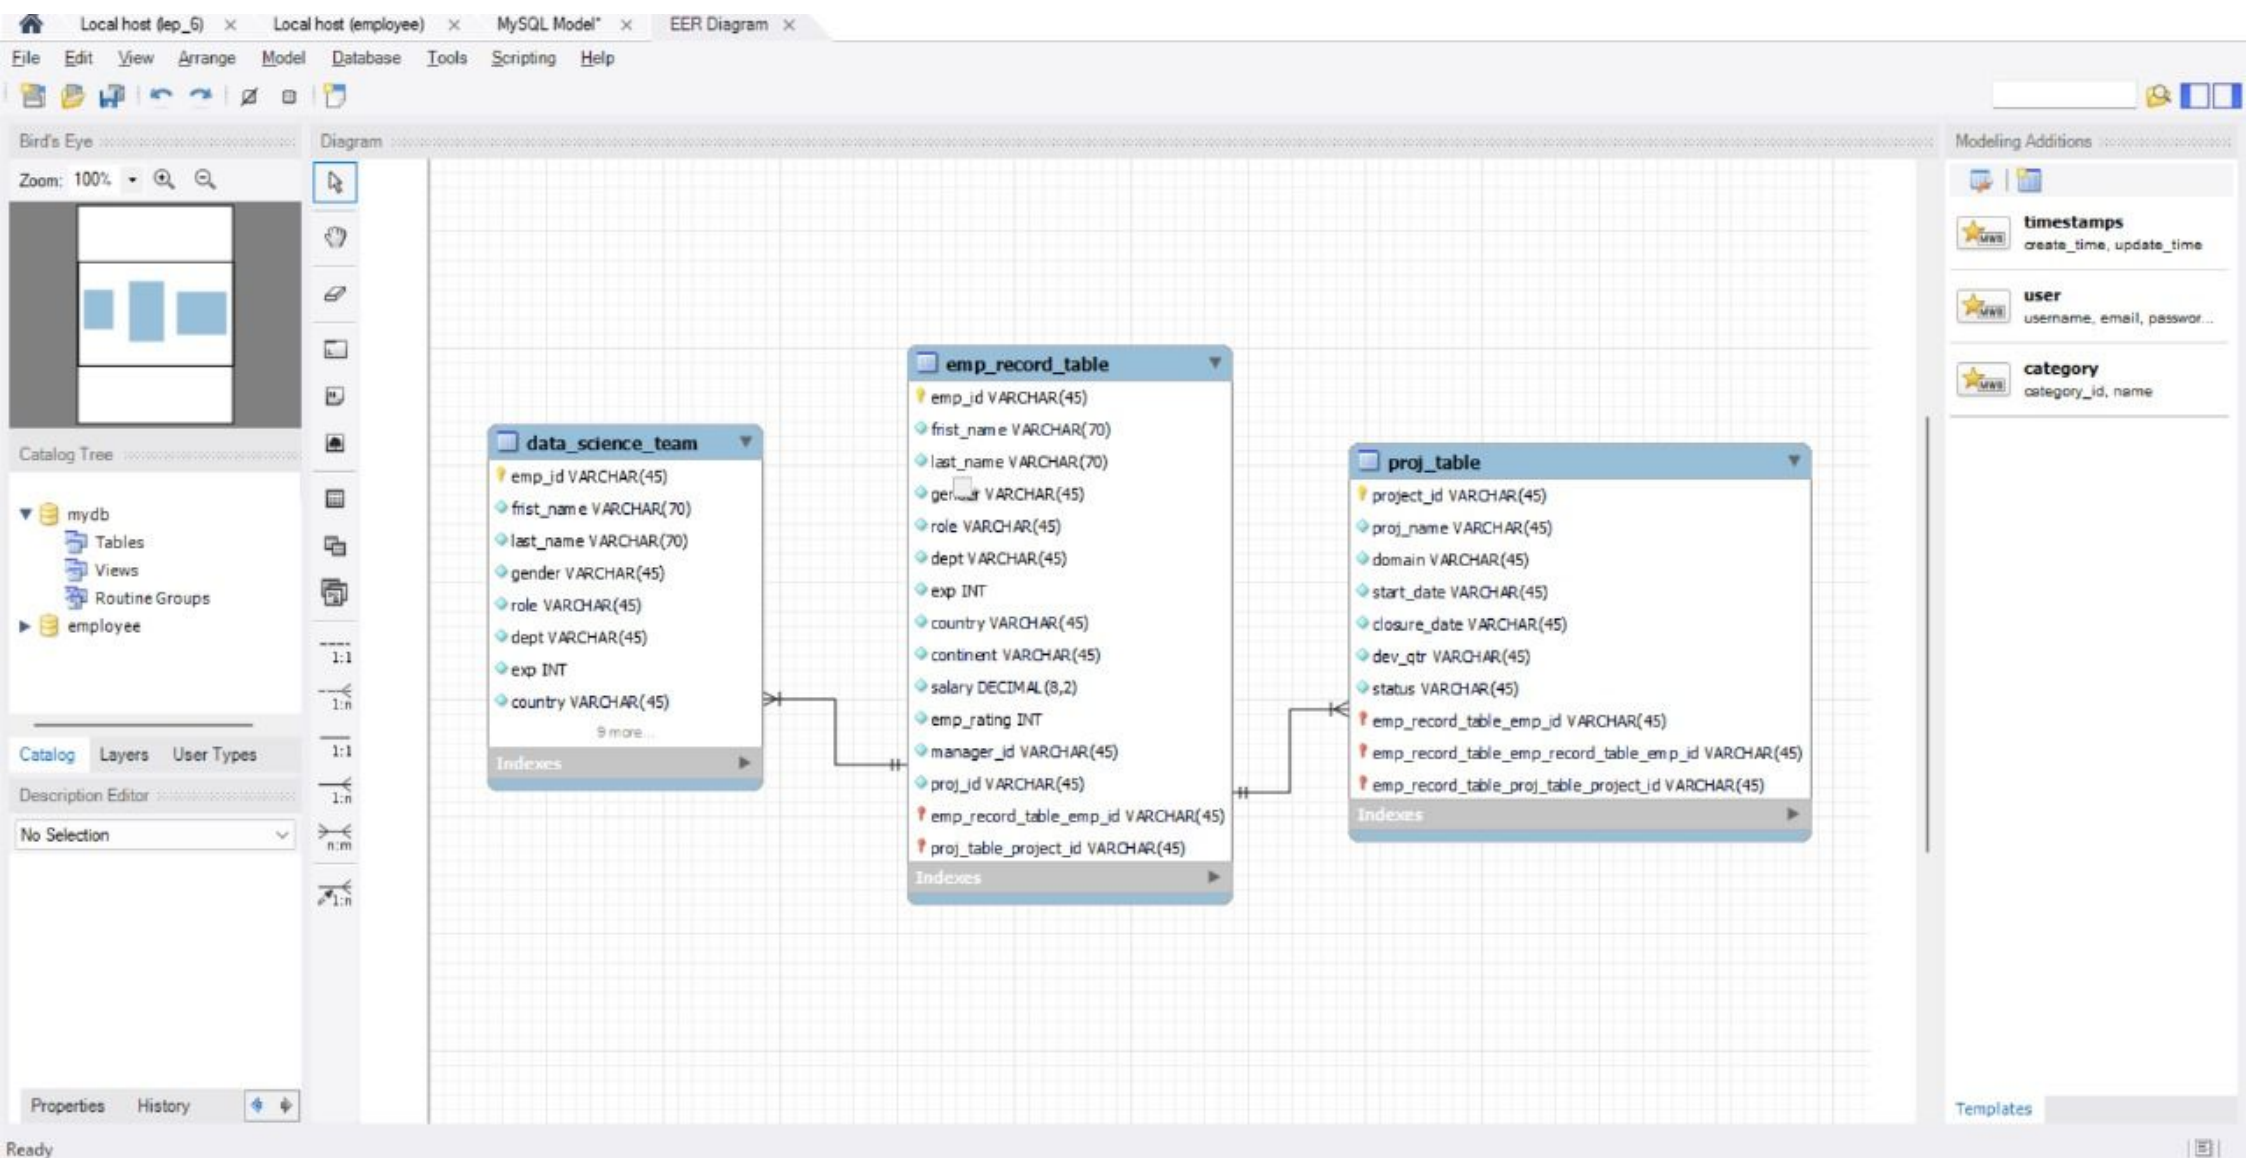 Local host (lep_6) Local host (employee) MySQL Model* EER Diagram
File Edit View Arrange Model Database Tools Scripting Help
Bird's Eye
Zoom: 100%
Catalog Tree
mydb
Tables
Views
Routine Groups
employee
Catalog Layers User Types
Description Editor
No Selection
Properties History
Ready
Diagram
1:1
1:n
1:1
1:n
n:m
1:n
data_science_team
emp_id VARCHAR(45)
frist_name VARCHAR(70)
last_name VARCHAR(70)
gender VARCHAR(45)
role VARCHAR(45)
dept VARCHAR(45)
exp INT
country VARCHAR(45)
9 more...
Indexes
emp_record_table
emp_id VARCHAR(45)
frist_name VARCHAR(70)
last_name VARCHAR(70)
gender VARCHAR(45)
role VARCHAR(45)
dept VARCHAR(45)
exp INT
country VARCHAR(45)
continent VARCHAR(45)
salary DECIMAL(8,2)
emp_rating INT
manager_id VARCHAR(45)
proj_id VARCHAR(45)
emp_record_table_emp_id VARCHAR(45)
proj_table_project_id VARCHAR(45)
Indexes
proj_table
project_id VARCHAR(45)
proj_name VARCHAR(45)
domain VARCHAR(45)
start_date VARCHAR(45)
closure_date VARCHAR(45)
dev_qtr VARCHAR(45)
status VARCHAR(45)
emp_record_table_emp_id VARCHAR(45)
emp_record_table_emp_record_table_emp_id VARCHAR(45)
emp_record_table_proj_table_project_id VARCHAR(45)
Indexes
Modeling Additions
MWB
timestamps
create_time, update_time
MWB
user
username, email, passwor...
MWB
category
category_id, name
Templates